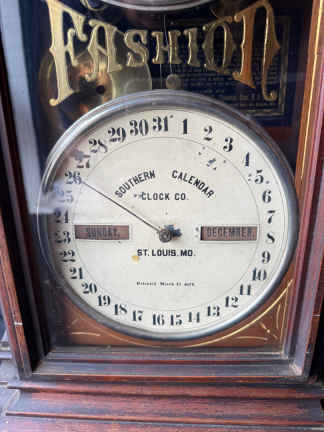 FASHION
1 2 3 4 5 6 7 8 9 10 11 12 13 14 15 16 17 18 19 20 21 22 23 24 25 26 27 28 29 30 31
SOUTHERN CALENDAR
CLOCK CO.
SUNDAY. DECEMBER.
ST. LOUIS, MO.